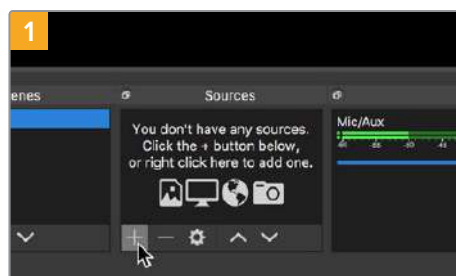 1
enes
Sources
You don't have any sources.
Click the + button below,
or right click here to add one.
Mic/Aux